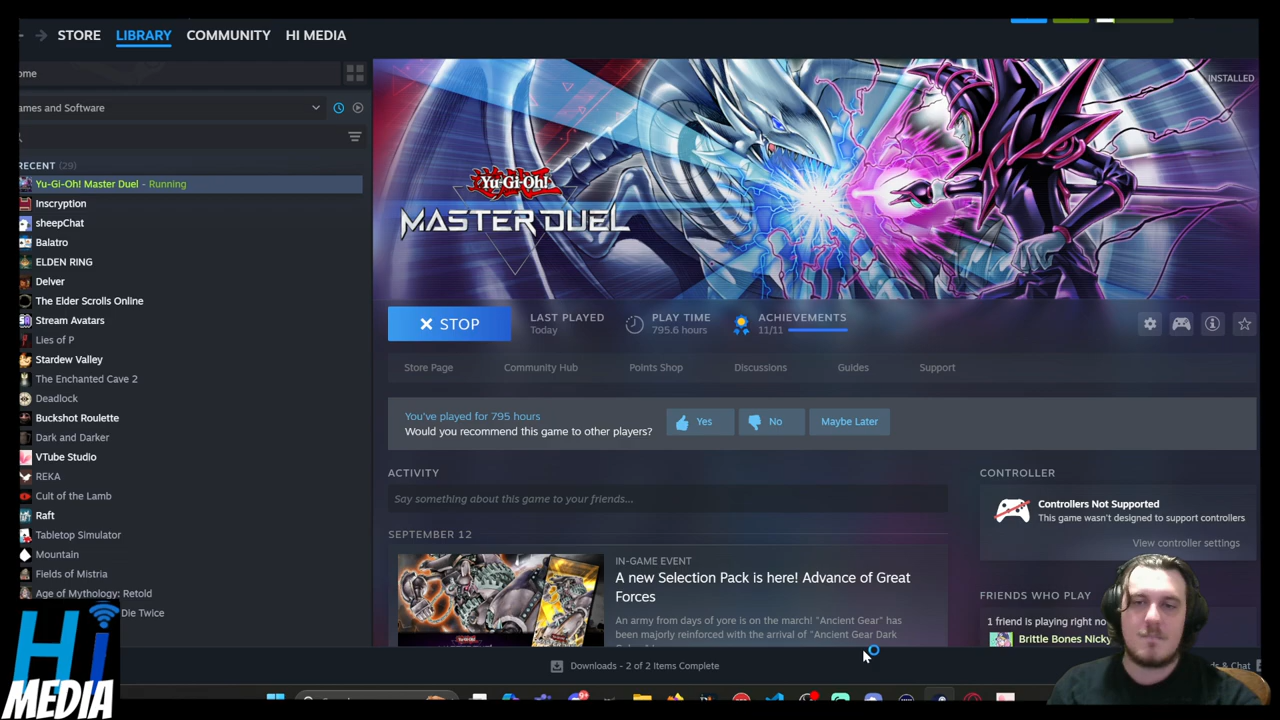 STORE LIBRARY COMMUNITY HI MEDIA
ome
ames and Software
RECENT (29)
Yu-Gi-Oh! Master Duel - Running
Inscryption
sheepChat
Balatro
ELDEN RING
Delver
The Elder Scrolls Online
Stream Avatars
Lies of P
Stardew Valley
The Enchanted Cave 2
Deadlock
Buckshot Roulette
Dark and Darker
VTube Studio
REKA
Cult of the Lamb
Raft
Tabletop Simulator
Mountain
Fields of Mistria
Age of Mythology: Retold
Die Twice
Hi
MEDIA
INSTALLED
Yu-Gi-Oh!
MASTER DUEL
STOP
LAST PLAYED
Today
PLAY TIME
795.6 hours
ACHIEVEMENTS
11/11
Store Page Community Hub Points Shop Discussions Guides Support
You've played for 795 hours
Would you recommend this game to other players?
Yes No Maybe Later
ACTIVITY
Say something about this game to your friends...
SEPTEMBER 12
IN-GAME EVENT
A new Selection Pack is here! Advance of Great
Forces
An army from days of yore is on the march! "Ancient Gear" has
been majorly reinforced with the arrival of "Ancient Gear Dark
CONTROLLER
Controllers Not Supported
This game wasn't designed to support controllers
View controller settings
FRIENDS WHO PLAY
1 friend is playing right no
Brittle Bones Nicky
Downloads - 2 of 2 Items Complete
ds & Chat